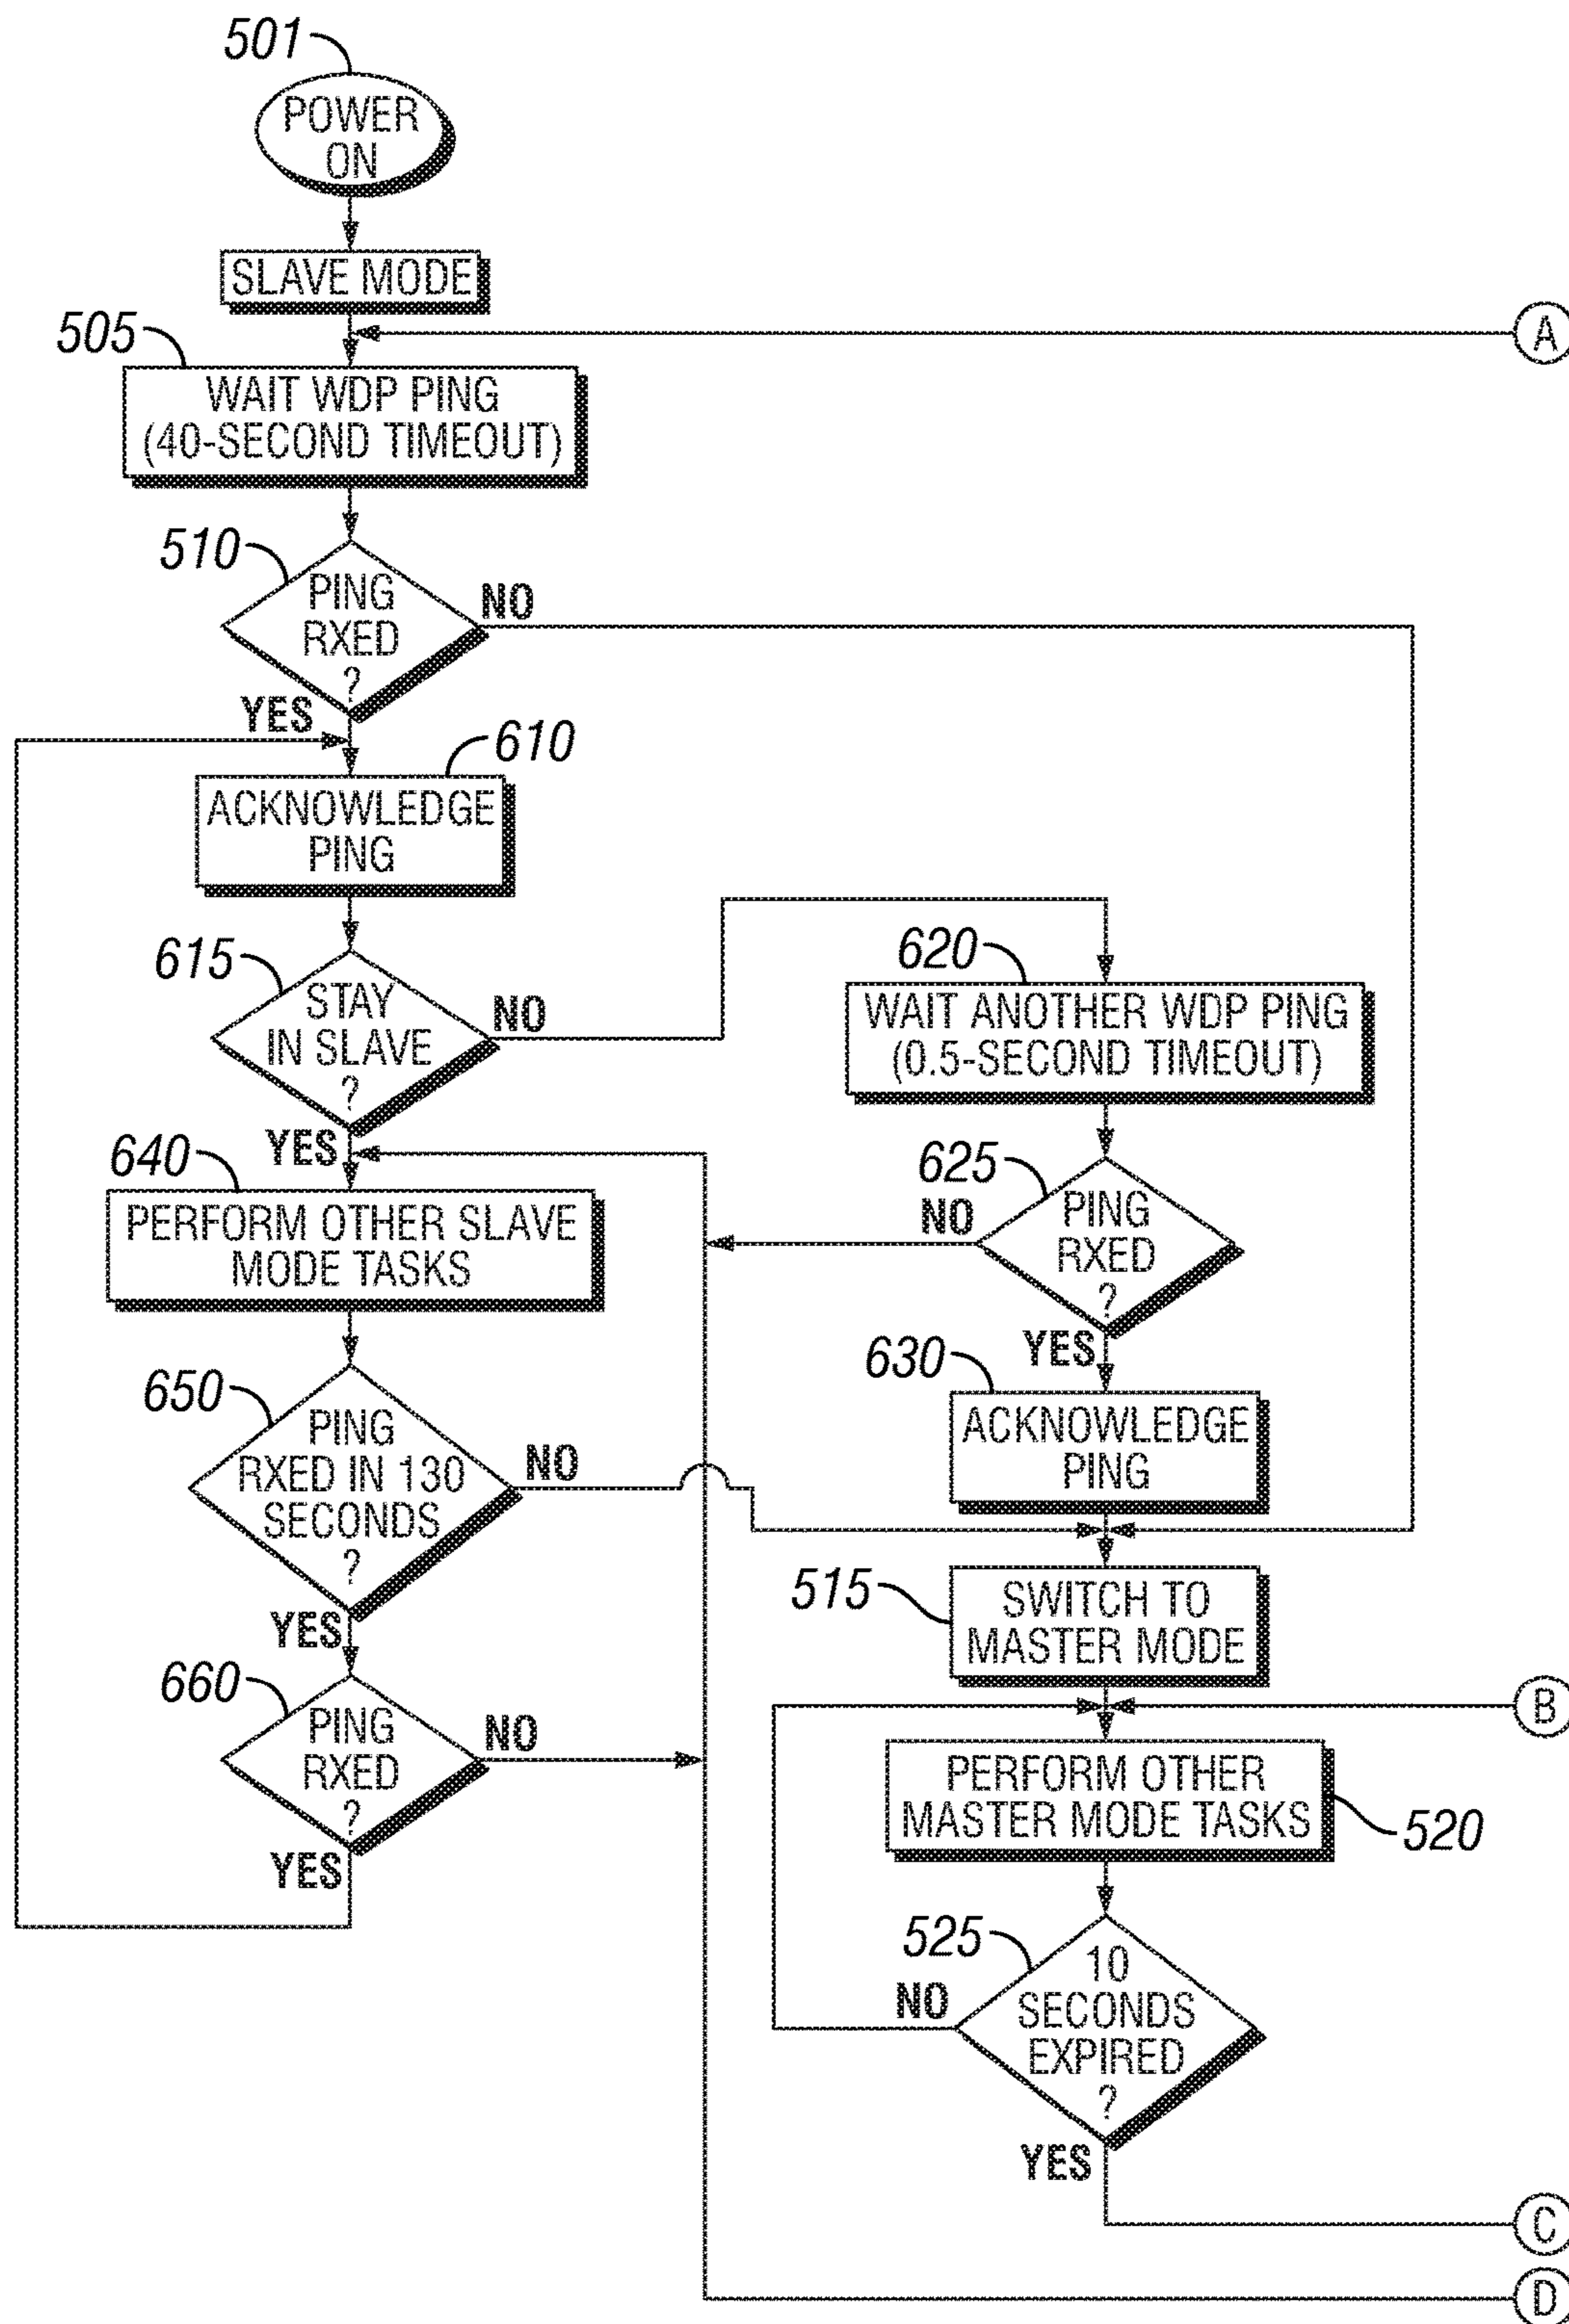 501
POWER
ON
SLAVE MODE
A
505
WAIT WDP PING
(40-SECOND TIMEOUT)
510
PING
RXED
?
NO
YES
610
ACKNOWLEDGE
PING
615
STAY
IN SLAVE
?
NO
YES
620
WAIT ANOTHER WDP PING
(0.5-SECOND TIMEOUT)
625
PING
RXED
?
NO
YES
640
PERFORM OTHER SLAVE
MODE TASKS
630
ACKNOWLEDGE
PING
650
PING
RXED IN 130
SECONDS
?
NO
YES
515
SWITCH TO
MASTER MODE
660
PING
RXED
?
NO
YES
B
PERFORM OTHER
MASTER MODE TASKS
520
525
10
SECONDS
EXPIRED
?
NO
YES
C
D